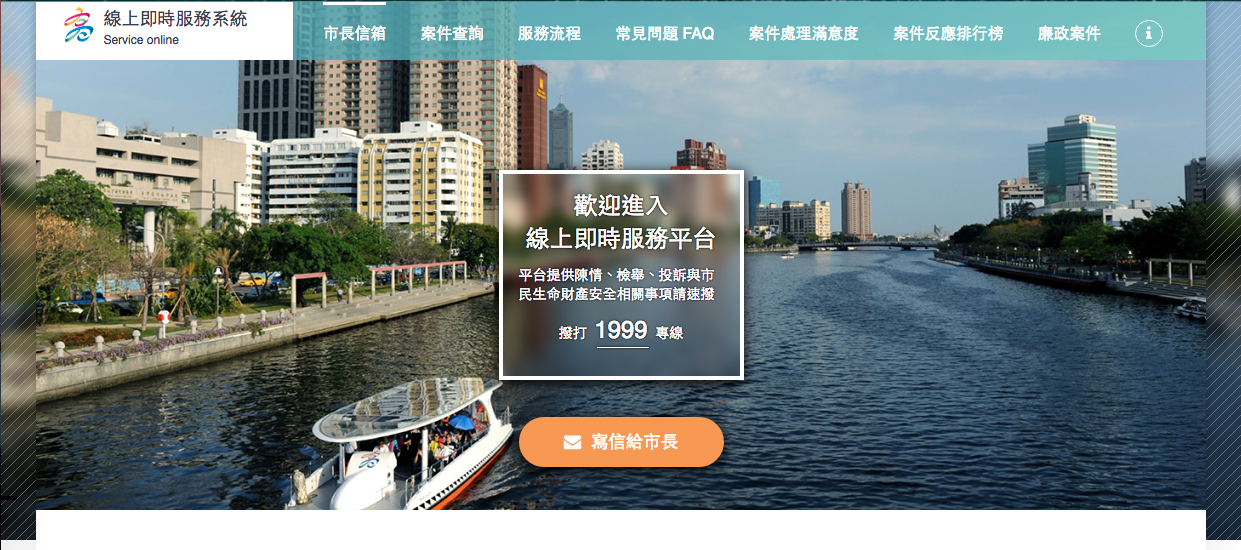 線上即時服務系統
Service online
市長信箱 案件查詢 服務流程 常見問題 FAQ 案件處理滿意度 案件反應排行榜 廉政案件
歡迎進入
線上即時服務平台
平台提供陳情、檢舉、投訴與市
民生命財產安全相關事項請速撥
撥打 1999 專線
寫信給市長